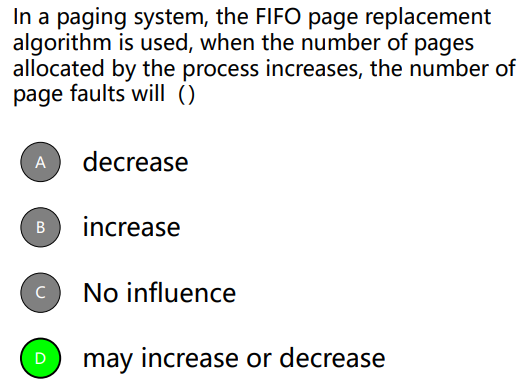 In a paging system, the FIFO page replacement
algorithm is used, when the number of pages
allocated by the process increases, the number of
page faults will（）
A decrease
B increase
C No influence
D may increase or decrease